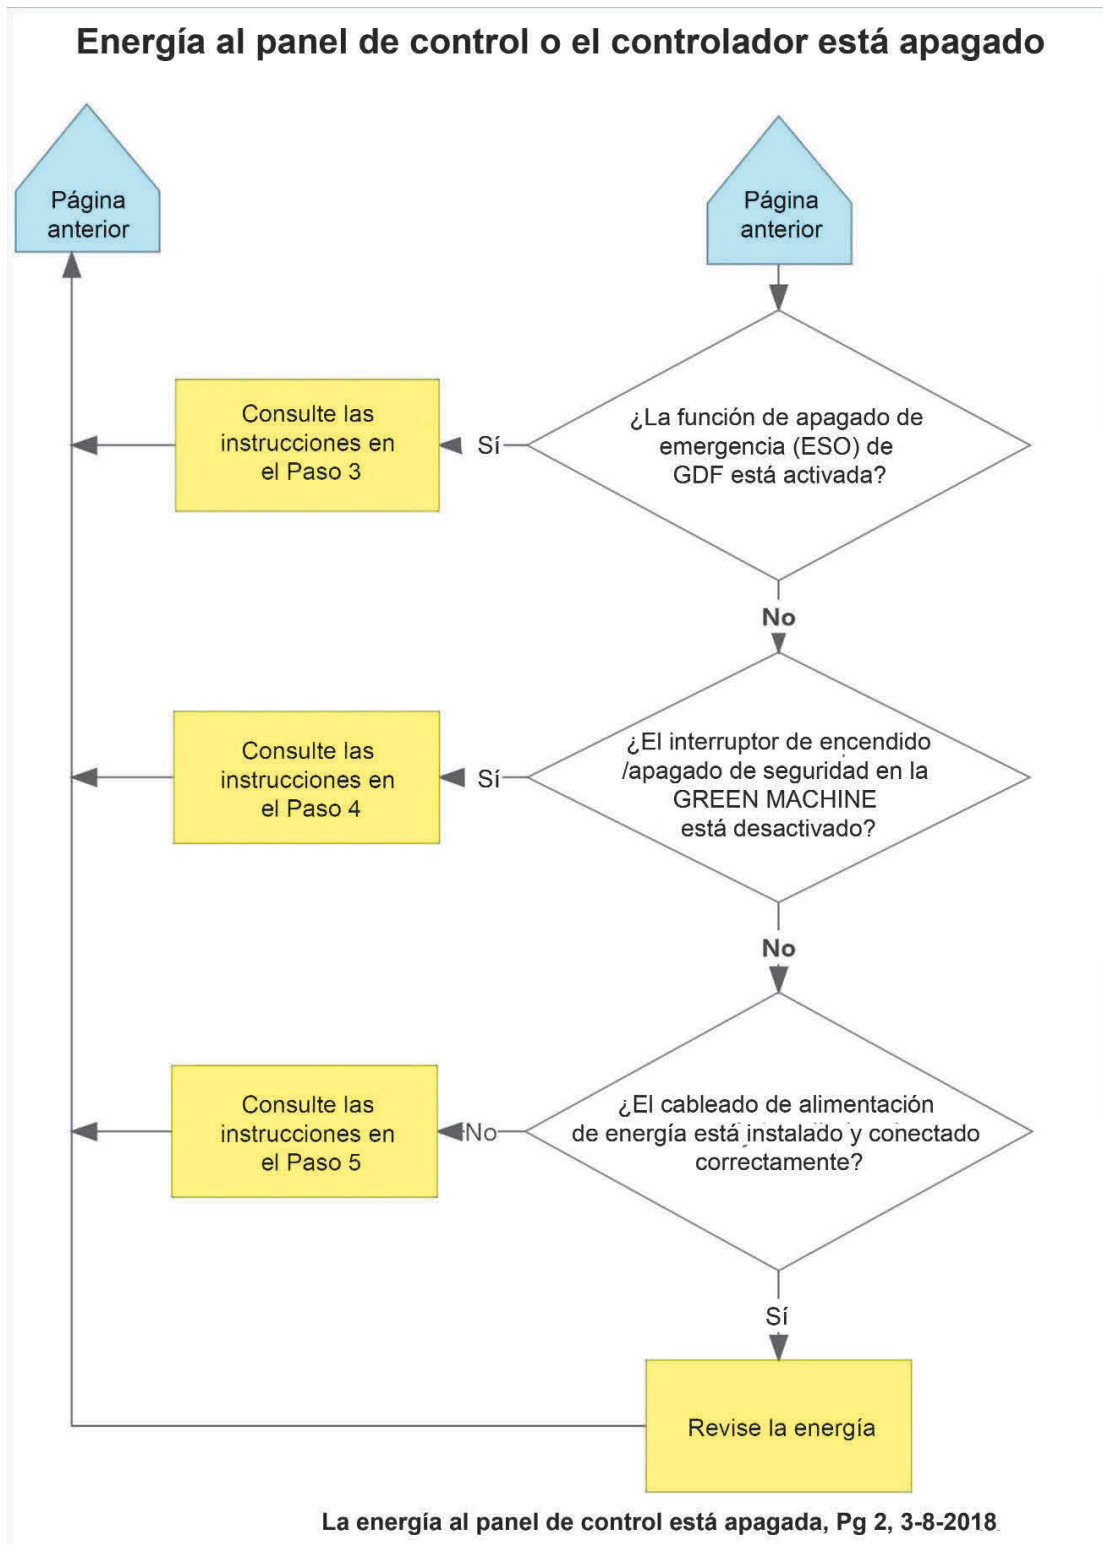 Energía al panel de control o el controlador está apagado
Página
anterior
Página
anterior
¿La función de apagado de
emergencia (ESO) de
GDF está activada?
Sí
Consulte las
instrucciones en
el Paso 3
No
¿El interruptor de encendido
/apagado de seguridad en la
GREEN MACHINE
está desactivado?
Sí
Consulte las
instrucciones en
el Paso 4
No
¿El cableado de alimentación
de energía está instalado y conectado
correctamente?
No
Consulte las
instrucciones en
el Paso 5
Sí
Revise la energía
La energía al panel de control está apagada, Pg 2, 3-8-2018